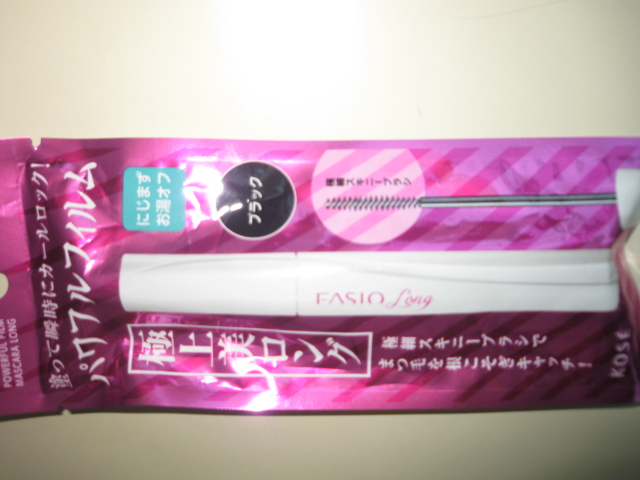 塗って瞬時にカールロック!
パワフルフィルム
POWERFUL FILM
MASCARA LONG
にじまず
お湯オフ
ブラック
極細スキニーブラシ
FASIO Long
極上美ロング
極細スキニーブラシで
まつ毛を根こそぎキャッチ!
KOSÉ